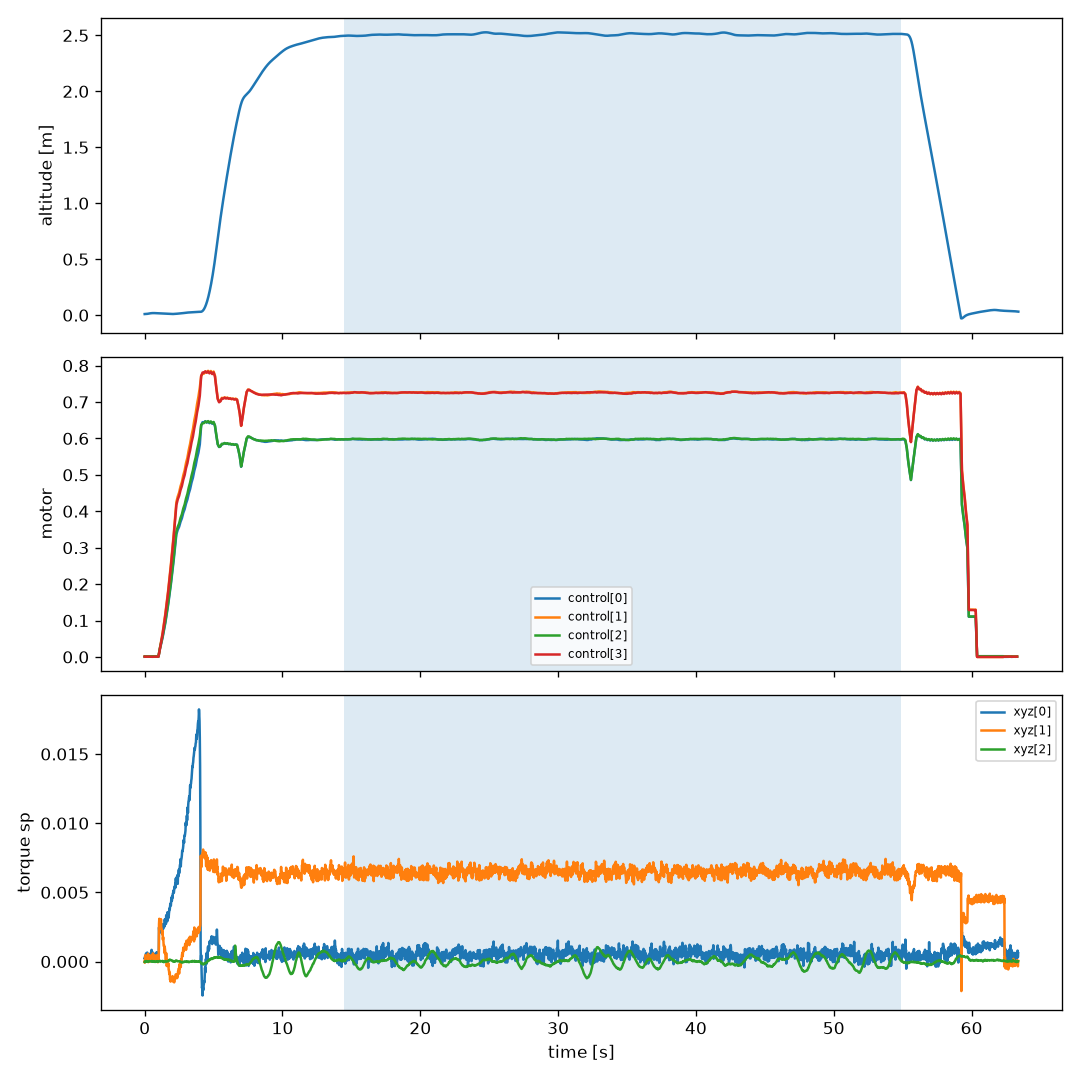 2.5
2.0
1.5
1.0
0.5
0.0
altitude [m]
0.8
0.7
0.6
0.5
0.4
0.3
0.2
0.1
0.0
motor
control[0]
control[1]
control[2]
control[3]
0.015
0.010
0.005
0.000
torque sp
xyz[0]
xyz[1]
xyz[2]
0 10 20 30 40 50 60
time [s]